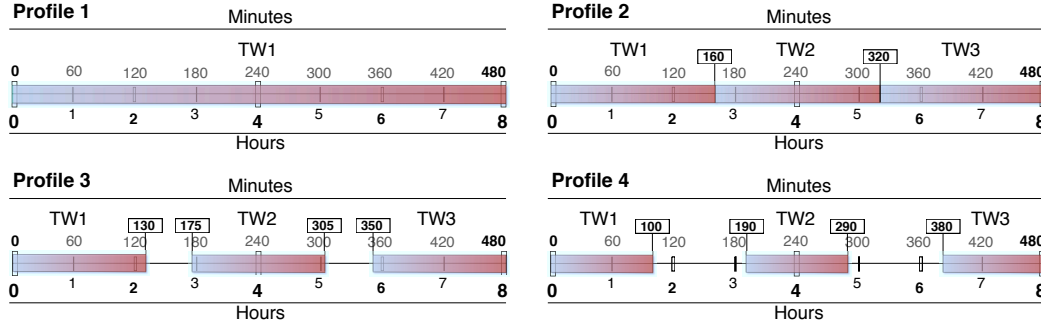 Profile 1
Minutes
TW1
0 60 120 180 240 300 360 420 480
0 1 2 3 4 5 6 7 8
Hours
Profile 2
Minutes
TW1 160 TW2 320 TW3
0 60 120 180 240 300 360 420 480
0 1 2 3 4 5 6 7 8
Hours
Profile 3
Minutes
TW1 130 175 TW2 305 350 TW3
0 60 120 180 240 300 360 420 480
0 1 2 3 4 5 6 7 8
Hours
Profile 4
Minutes
TW1 100 190 TW2 290 380 TW3
0 60 120 180 240 300 360 420 480
0 1 2 3 4 5 6 7 8
Hours